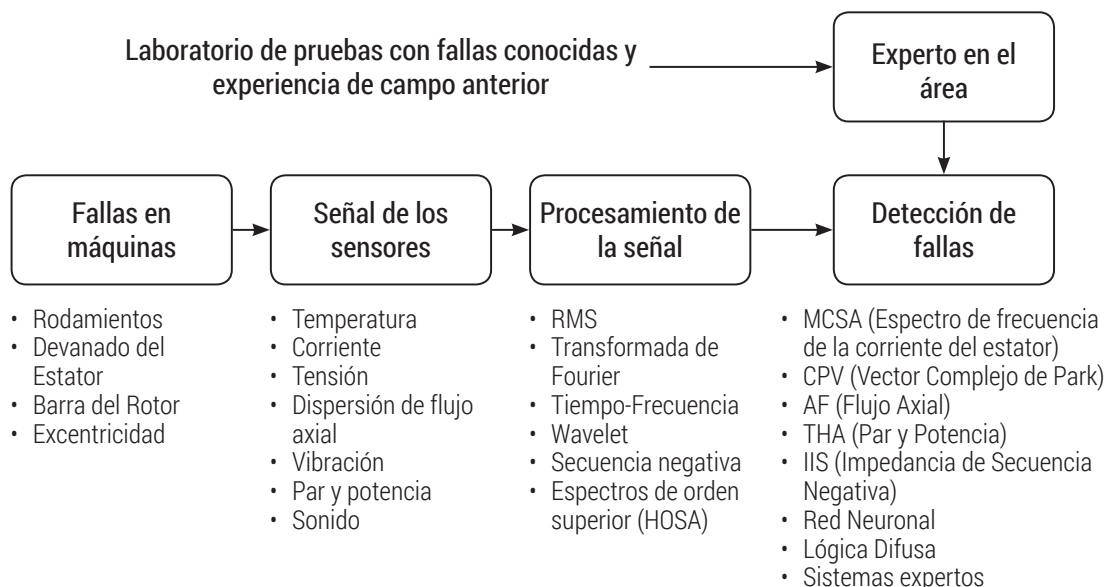 Laboratorio de pruebas con fallas conocidas y
experiencia de campo anterior
Experto en el
área
Fallas en
máquinas
Señal de los
sensores
Procesamiento de
la señal
Detección de
fallas
• Rodamientos
• Devanado del
Estator
• Barra del Rotor
• Excentricidad
• Temperatura
• Corriente
• Tensión
• Dispersión de flujo
axial
• Vibración
• Par y potencia
• Sonido
• RMS
• Transformada de
Fourier
• Tiempo-Frecuencia
• Wavelet
• Secuencia negativa
• Espectros de orden
superior (HOSA)
• MCSA (Espectro de frecuencia
de la corriente del estator)
• CPV (Vector Complejo de Park)
• AF (Flujo Axial)
• THA (Par y Potencia)
• IIS (Impedancia de Secuencia
Negativa)
• Red Neuronal
• Lógica Difusa
• Sistemas expertos